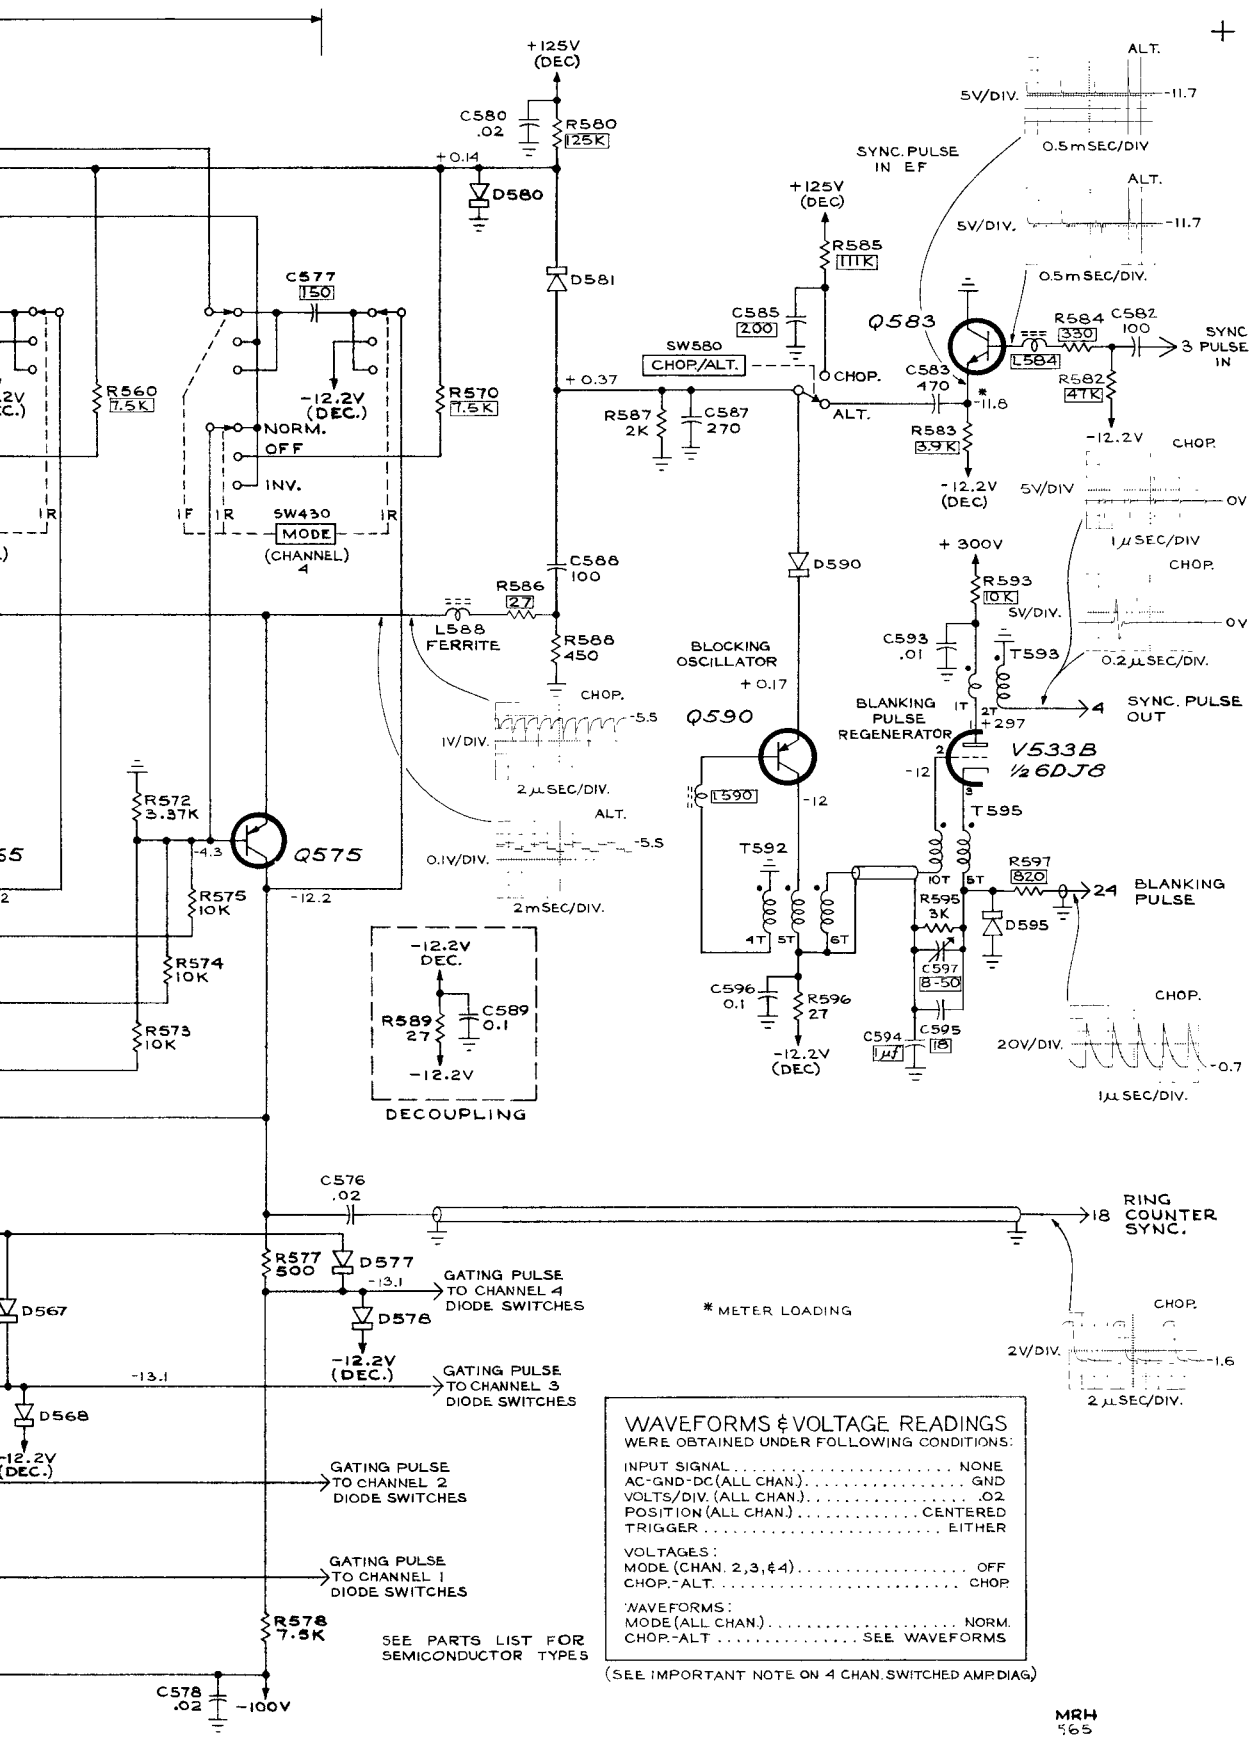 +125V
(DEC)
C580
.02
R580
125K
+0.14
D580
SYNC. PULSE
IN EF
ALT.
5V/DIV.
-11.7
0.5mSEC/DIV
ALT.
5V/DIV.
-11.7
0.5mSEC/DIV.
+125V
(DEC)
R585
111K
C577
150
D581
C585
200
Q583
R584
330
C582
100
L584
3 SYNC
PULSE
IN
SW580
CHOP./ALT.
CHOP.
C583
470
*
-11.8
R582
47K
-12.2V
R560
7.5K
-12.2V
(DEC.)
R570
7.5K
+0.37
R587
2K
C587
270
ALT.
R583
3.9K
-12.2V
(DEC)
NORM.
OFF
INV.
1R
1F
1R
1R
SW430
MODE
(CHANNEL)
4
CHOP.
5V/DIV
0V
1µSEC/DIV
+300V
R593
10K
CHOP.
5V/DIV.
0V
0.2µSEC/DIV.
C588
100
D590
R586
27
L588
FERRITE
R588
450
C593
.01
T593
1T
2T
+297
4 SYNC. PULSE
OUT
BLOCKING
OSCILLATOR
+0.17
Q590
BLANKING
PULSE
REGENERATOR
1
2
3
-12
V533B
½6DJ8
CHOP.
-5.5
1V/DIV.
2µSEC/DIV.
R572
3.37K
L590
-12
T595
ALT.
0.1V/DIV.
-5.5
2mSEC/DIV.
65
-4.3
Q575
T592
4T
5T
6T
10T
5T
R597
820
24 BLANKING
PULSE
R575
10K
-12.2
R595
3K
D595
R574
10K
-12.2V
DEC.
R589
27
C589
0.1
-12.2V
DECOUPLING
C597
8-50
C596
0.1
R596
27
-12.2V
(DEC)
R573
10K
C594
1µf
C595
18
CHOP.
20V/DIV.
-0.7
1µSEC/DIV.
C576
.02
18 RING
COUNTER
SYNC.
R577
500
D577
-13.1
GATING PULSE
TO CHANNEL 4
DIODE SWITCHES
D567
D578
-12.2V
(DEC.)
* METER LOADING
CHOP.
2V/DIV.
-1.6
2µSEC/DIV.
-13.1
GATING PULSE
TO CHANNEL 3
DIODE SWITCHES
D568
-12.2V
(DEC.)
GATING PULSE
TO CHANNEL 2
DIODE SWITCHES
GATING PULSE
TO CHANNEL 1
DIODE SWITCHES
WAVEFORMS & VOLTAGE READINGS
WERE OBTAINED UNDER FOLLOWING CONDITIONS:
INPUT SIGNAL ...................... NONE
AC-GND-DC (ALL CHAN.) ................ GND
VOLTS/DIV. (ALL CHAN.) ................ .02
POSITION (ALL CHAN.) ............. CENTERED
TRIGGER ......................... EITHER
VOLTAGES:
MODE (CHAN. 2,3,&4) .................. OFF
CHOP.-ALT. ......................... CHOP.
WAVEFORMS:
MODE (ALL CHAN.) .................... NORM.
CHOP.-ALT .............. SEE WAVEFORMS
(SEE IMPORTANT NOTE ON 4 CHAN. SWITCHED AMP. DIAG.)
R578
7.5K
SEE PARTS LIST FOR
SEMICONDUCTOR TYPES
C578
.02
-100V
MRH
565